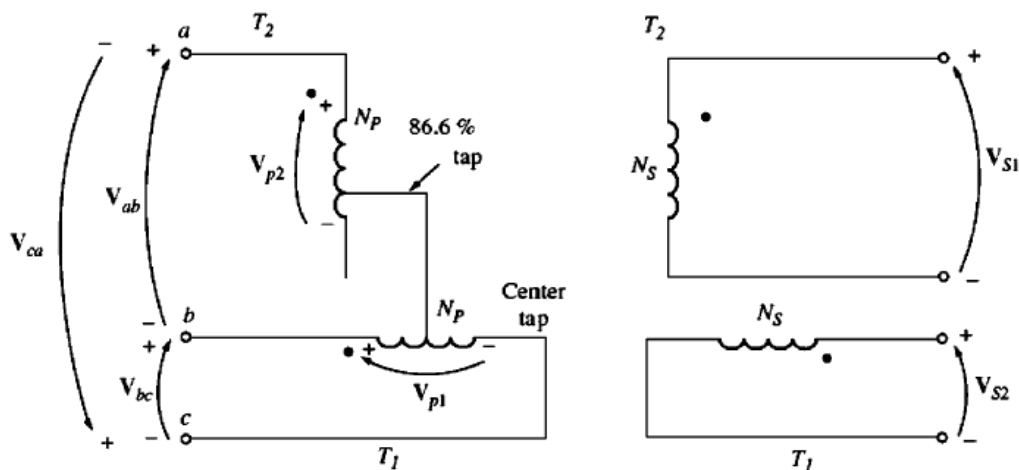 a
T2
− +
Np
86.6 %
tap
Vp2
Vab
Vca
−
Center
tap
− b
Np
+
+ −
Vbc
Vp1
+ − c
T1
T2
+
NS
VS1
−
NS
+
VS2
−
T1